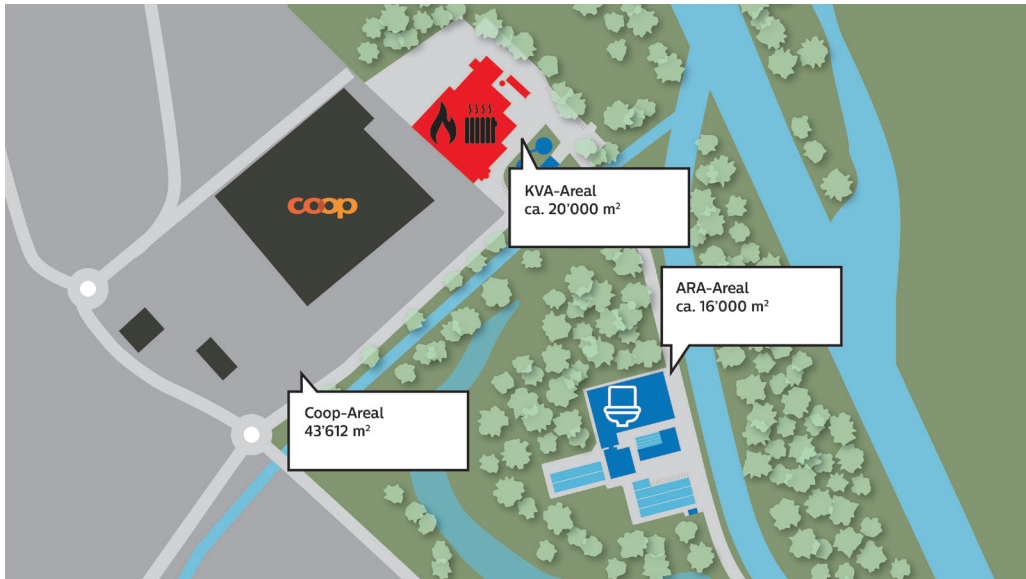 coop
KVA-Areal
ca. 20'000 m²
ARA-Areal
ca. 16'000 m²
Coop-Areal
43'612 m²